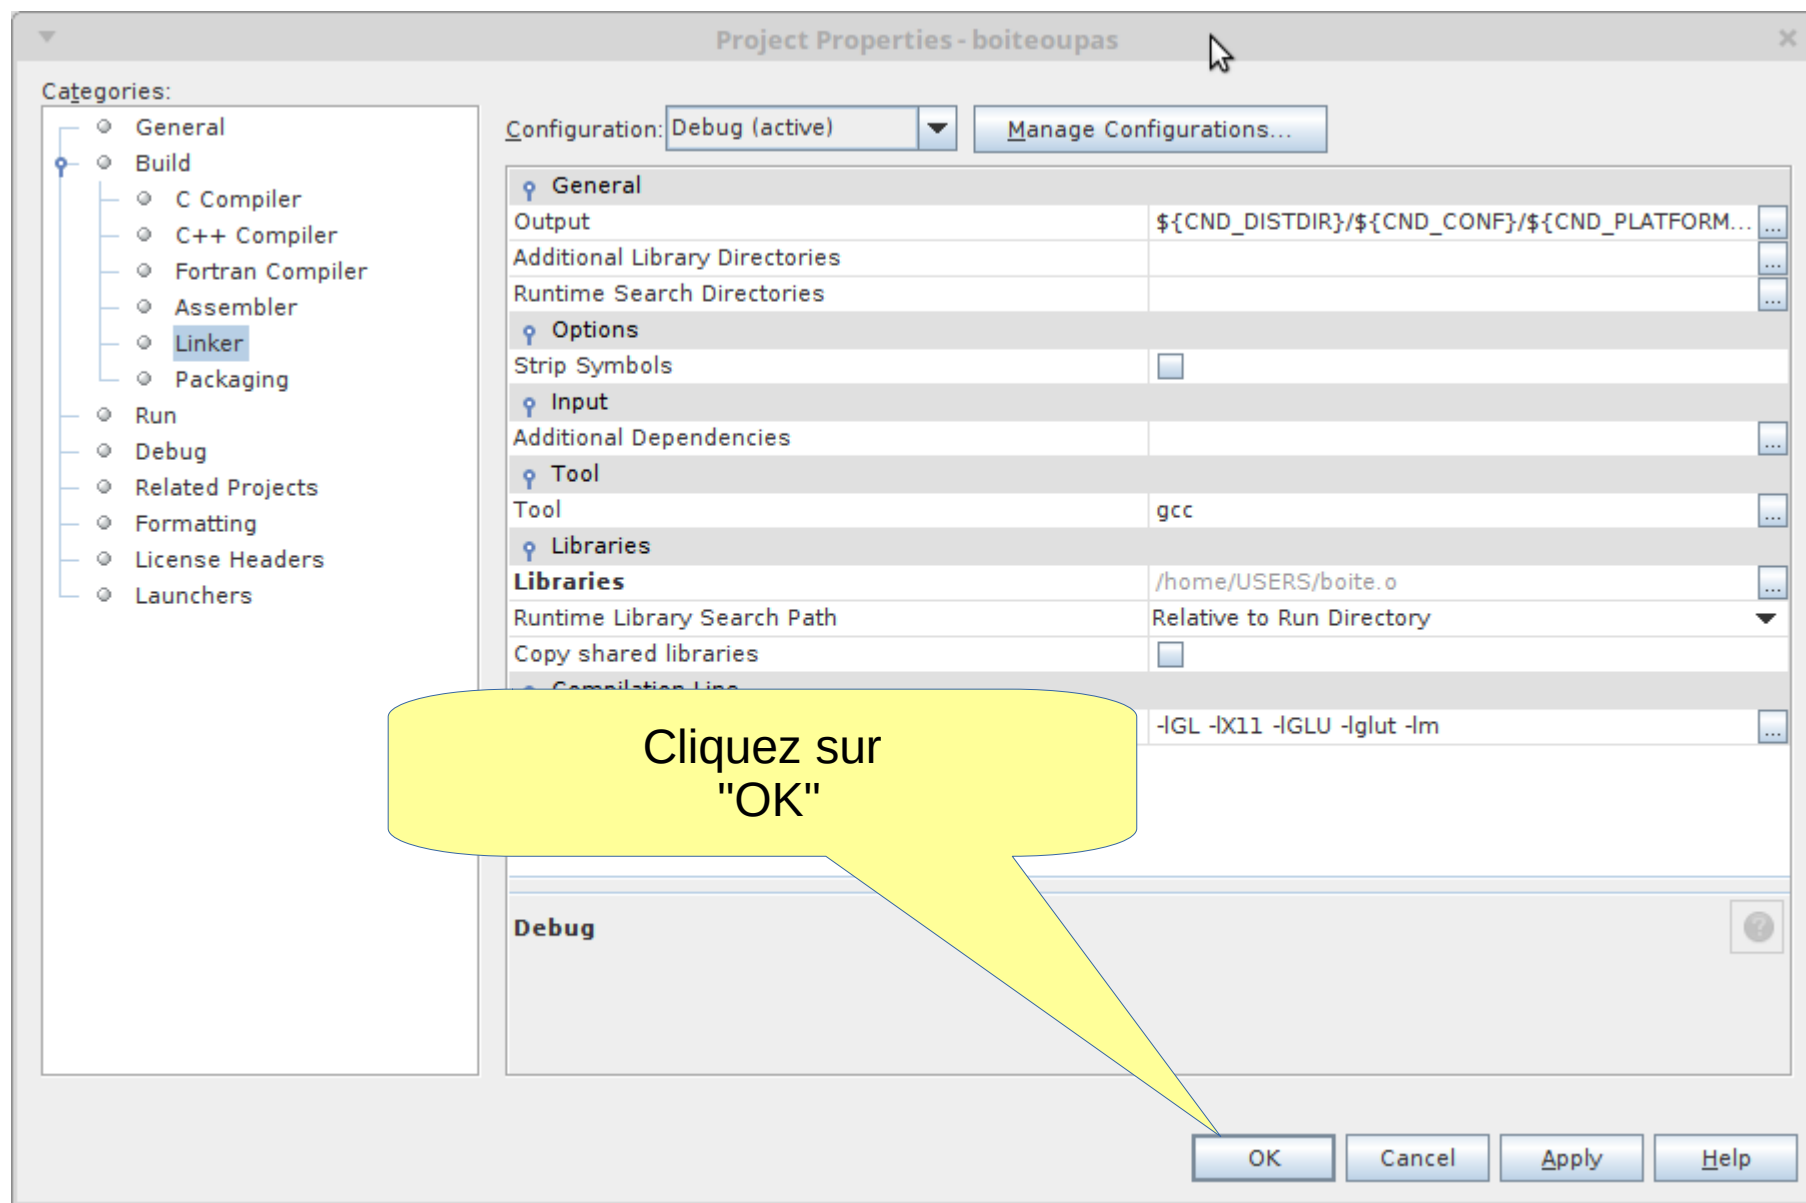 Project Properties - boiteoupas
Categories:
General
Build
C Compiler
C++ Compiler
Fortran Compiler
Assembler
Linker
Packaging
Run
Debug
Related Projects
Formatting
License Headers
Launchers
Configuration: Debug (active) Manage Configurations...
General
Output ${CND_DISTDIR}/${CND_CONF}/${CND_PLATFORM... ...
Additional Library Directories ...
Runtime Search Directories ...
Options
Strip Symbols
Input
Additional Dependencies ...
Tool
Tool gcc ...
Libraries
Libraries /home/USERS/boite.o ...
Runtime Library Search Path Relative to Run Directory
Copy shared libraries
Compilation Line
-lGL -lX11 -lGLU -lglut -lm ...
Cliquez sur
"OK"
Debug ?
OK Cancel Apply Help